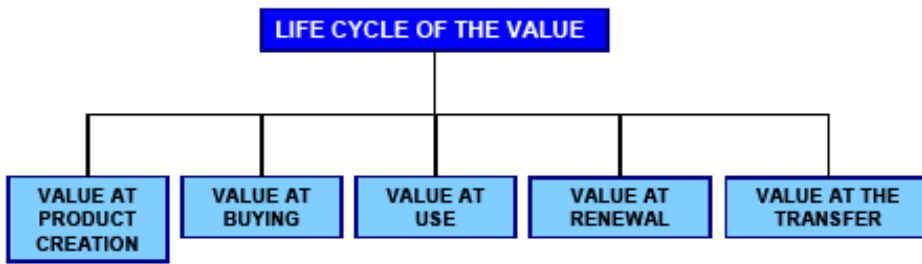 LIFE CYCLE OF THE VALUE
VALUE AT
PRODUCT
CREATION
VALUE AT
BUYING
VALUE AT
USE
VALUE AT
RENEWAL
VALUE AT THE
TRANSFER